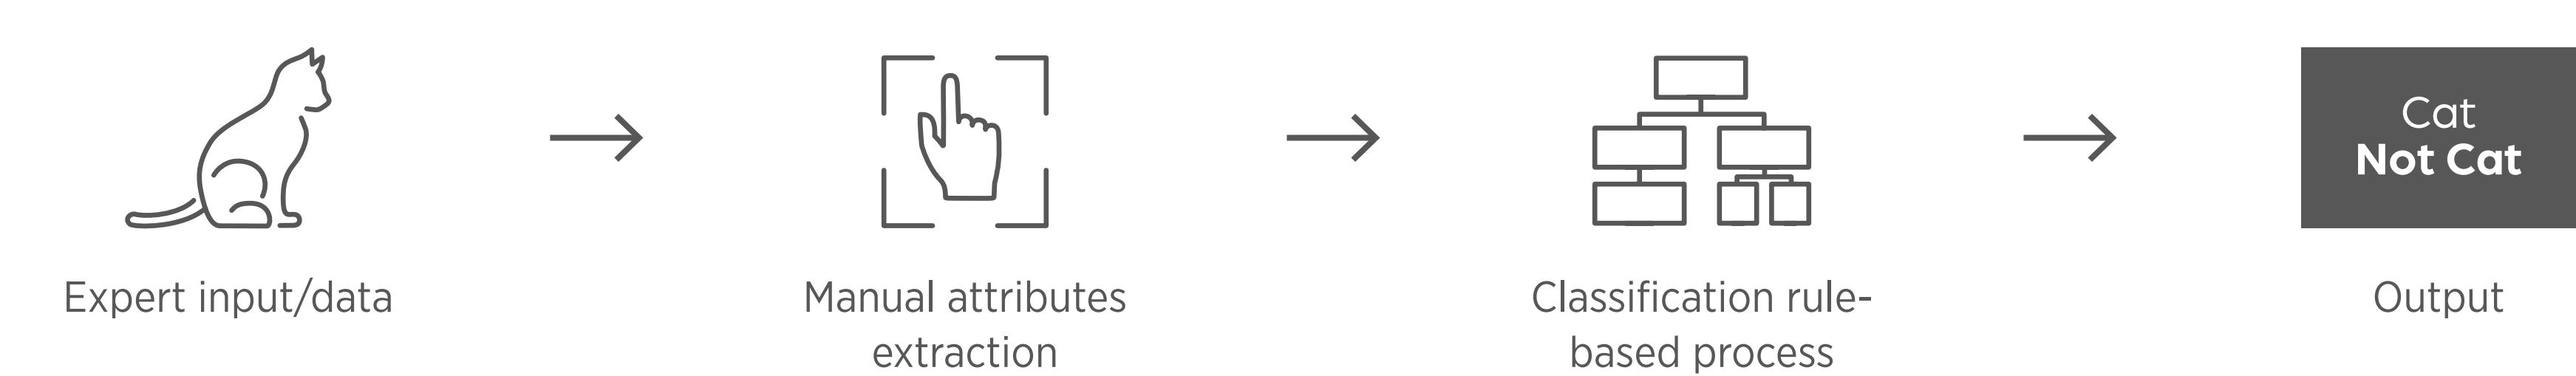 Cat
Not Cat
Expert input/data
Manual attributes
extraction
Classification rule-
based process
Output